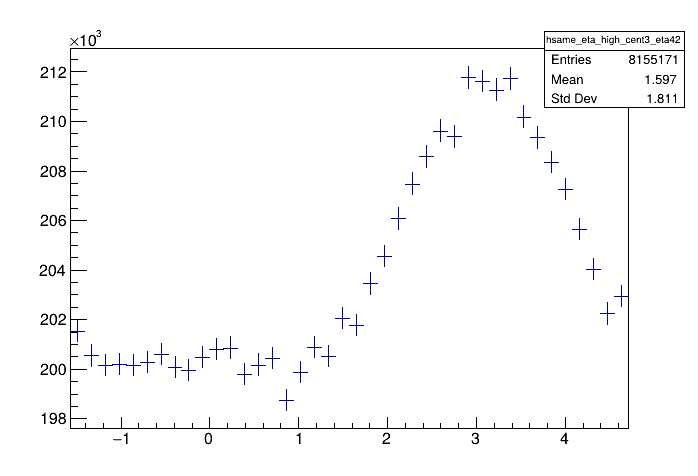 ×10³
hsame_eta_high_cent3_eta42
Entries 8155171
Mean 1.597
Std Dev 1.811
212
210
208
206
204
202
200
198
−1 0 1 2 3 4